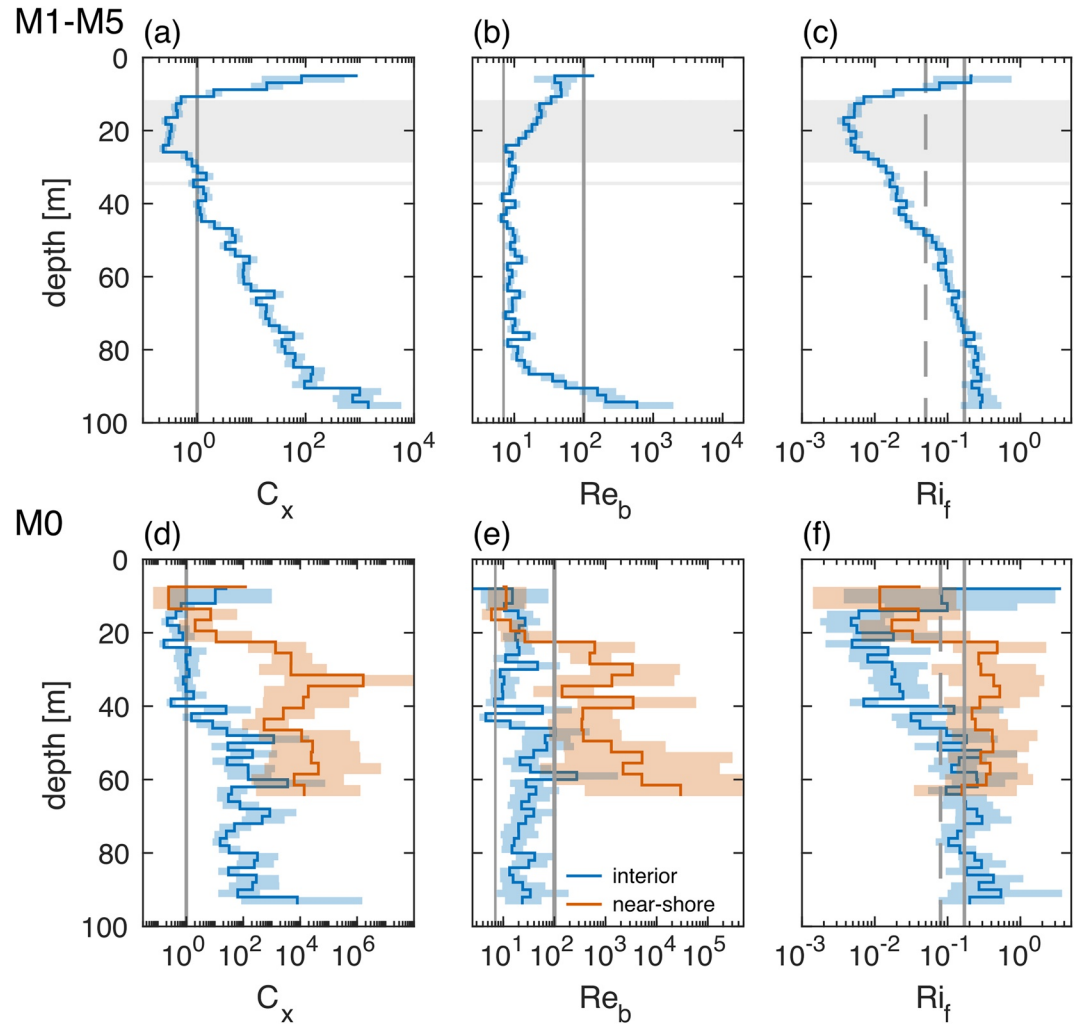 M1-M5
(a) (b) (c)
0
20
40
60
80
100
depth [m]
10^0 10^2 10^4
10^1 10^2 10^3 10^4
10^-3 10^-2 10^-1 10^0
C_x Re_b Ri_f
M0
(d) (e) (f)
0
20
40
60
80
100
depth [m]
interior
near-shore
10^0 10^2 10^4 10^6
10^1 10^2 10^3 10^4 10^5
10^-3 10^-2 10^-1 10^0
C_x Re_b Ri_f